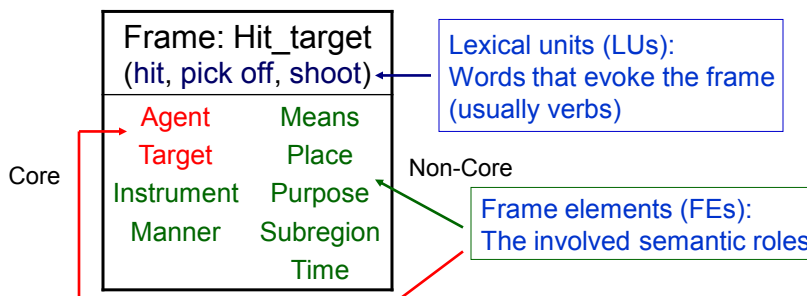 Frame: Hit_target
(hit, pick off, shoot)
Lexical units (LUs):
Words that evoke the frame
(usually verbs)
Core
Agent Means
Target Place
Instrument Purpose
Manner Subregion
Time
Non-Core
Frame elements (FEs):
The involved semantic roles